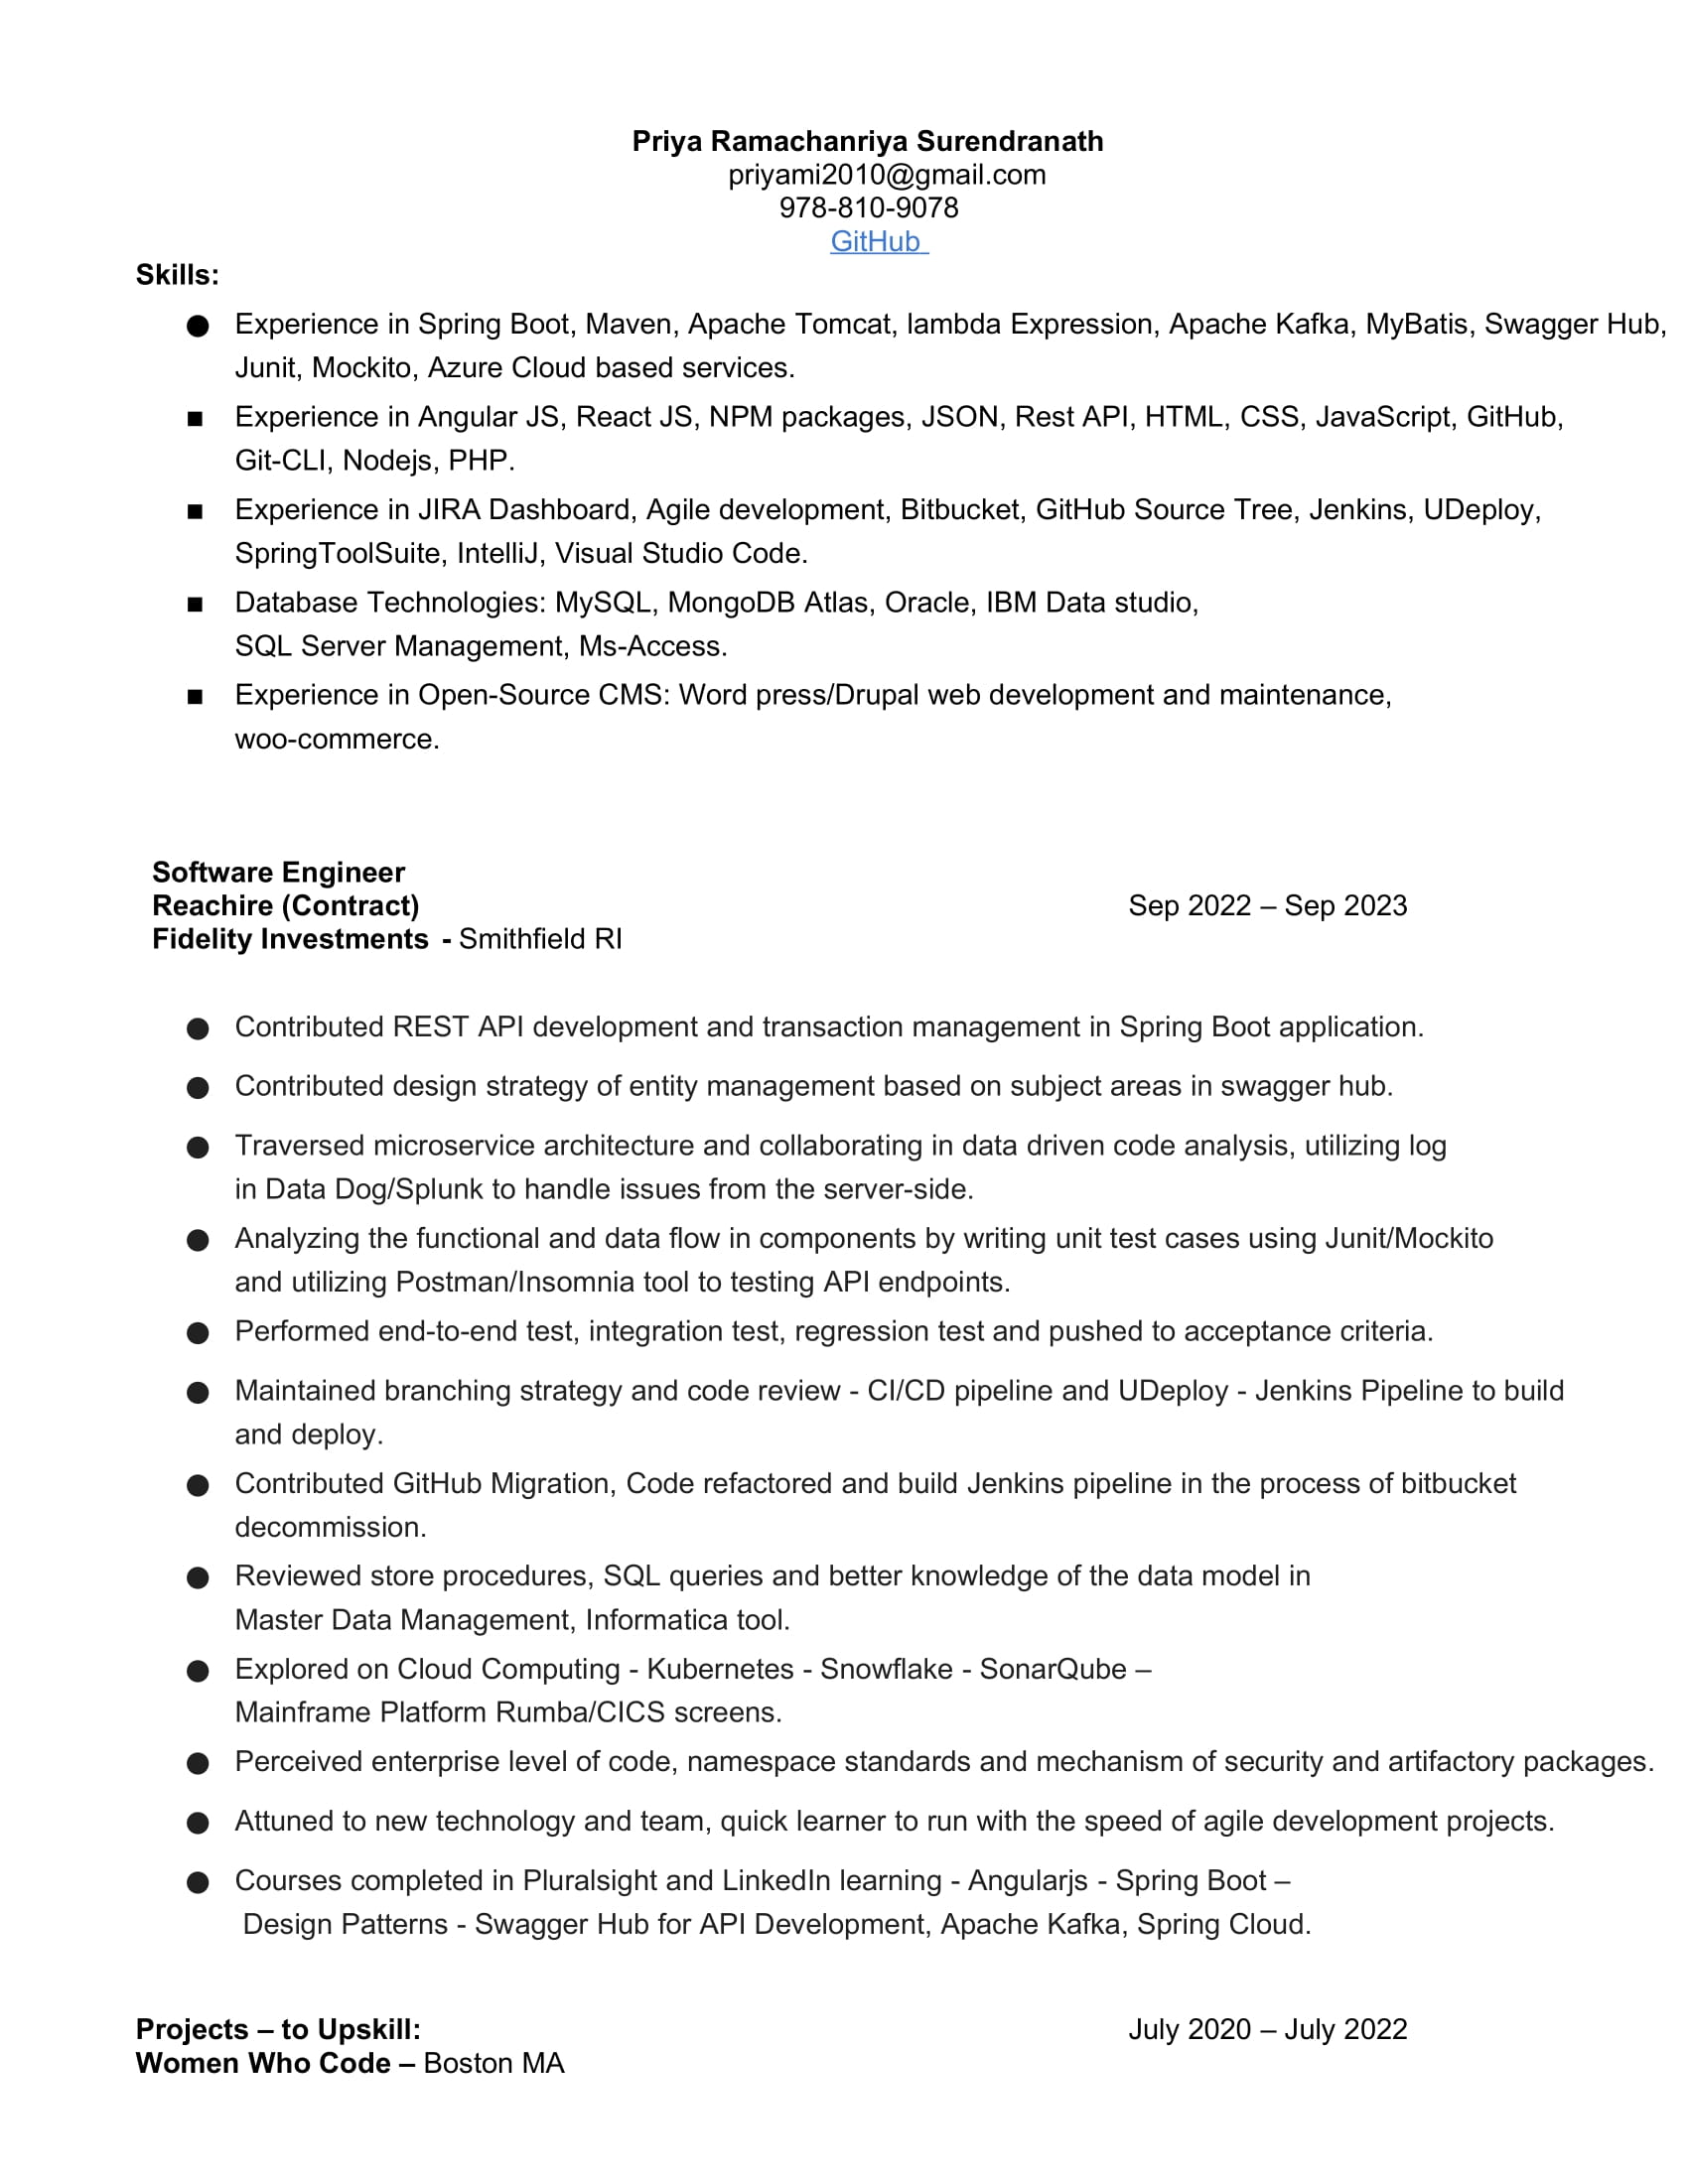 Priya Ramachanriya Surendranath
priyami2010@gmail.com
978-810-9078
GitHub
Skills:
● Experience in Spring Boot, Maven, Apache Tomcat, lambda Expression, Apache Kafka, MyBatis, Swagger Hub,
Junit, Mockito, Azure Cloud based services.
■ Experience in Angular JS, React JS, NPM packages, JSON, Rest API, HTML, CSS, JavaScript, GitHub,
Git-CLI, Nodejs, PHP.
■ Experience in JIRA Dashboard, Agile development, Bitbucket, GitHub Source Tree, Jenkins, UDeploy,
SpringToolSuite, IntelliJ, Visual Studio Code.
■ Database Technologies: MySQL, MongoDB Atlas, Oracle, IBM Data studio,
SQL Server Management, Ms-Access.
■ Experience in Open-Source CMS: Word press/Drupal web development and maintenance,
woo-commerce.
Software Engineer
Reachire (Contract) Sep 2022 – Sep 2023
Fidelity Investments - Smithfield RI
● Contributed REST API development and transaction management in Spring Boot application.
● Contributed design strategy of entity management based on subject areas in swagger hub.
● Traversed microservice architecture and collaborating in data driven code analysis, utilizing log
in Data Dog/Splunk to handle issues from the server-side.
● Analyzing the functional and data flow in components by writing unit test cases using Junit/Mockito
and utilizing Postman/Insomnia tool to testing API endpoints.
● Performed end-to-end test, integration test, regression test and pushed to acceptance criteria.
● Maintained branching strategy and code review - CI/CD pipeline and UDeploy - Jenkins Pipeline to build
and deploy.
● Contributed GitHub Migration, Code refactored and build Jenkins pipeline in the process of bitbucket
decommission.
● Reviewed store procedures, SQL queries and better knowledge of the data model in
Master Data Management, Informatica tool.
● Explored on Cloud Computing - Kubernetes - Snowflake - SonarQube –
Mainframe Platform Rumba/CICS screens.
● Perceived enterprise level of code, namespace standards and mechanism of security and artifactory packages.
● Attuned to new technology and team, quick learner to run with the speed of agile development projects.
● Courses completed in Pluralsight and LinkedIn learning - Angularjs - Spring Boot –
Design Patterns - Swagger Hub for API Development, Apache Kafka, Spring Cloud.
Projects – to Upskill: July 2020 – July 2022
Women Who Code – Boston MA